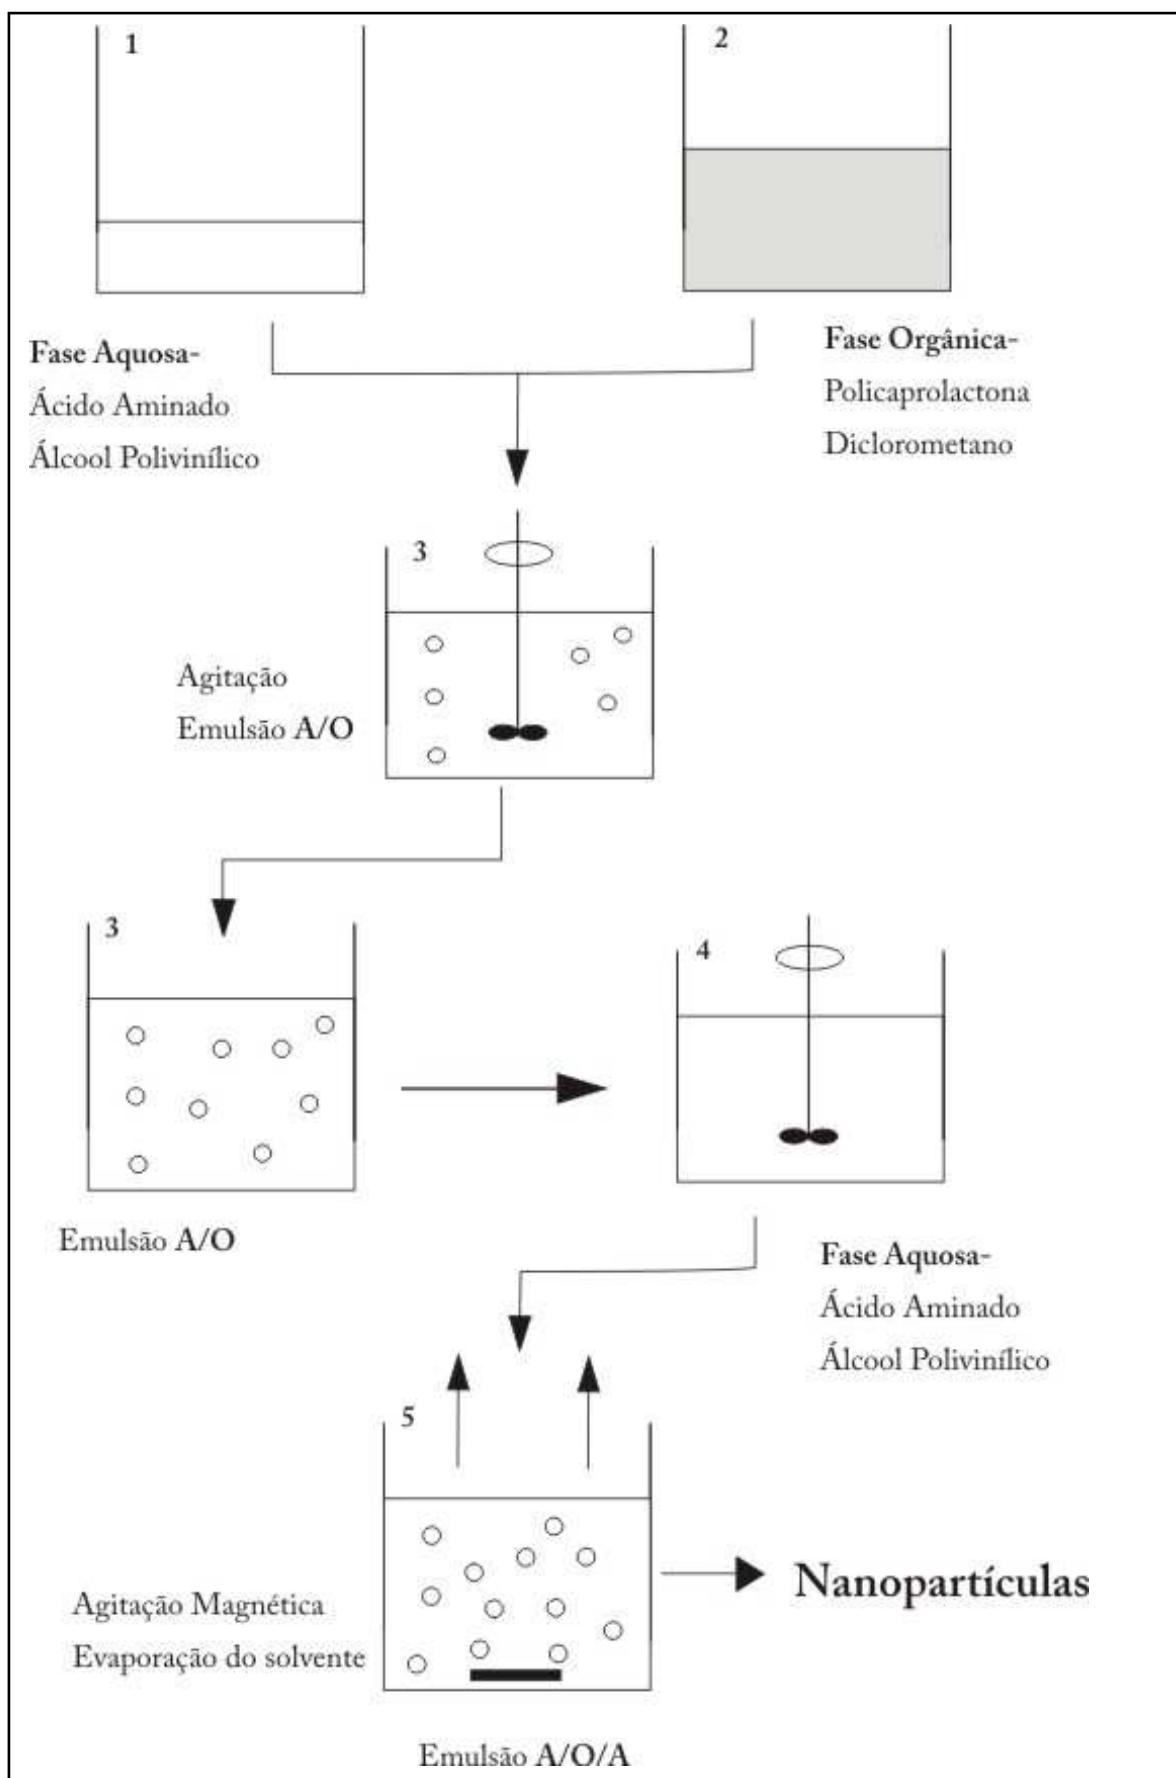 1
2
Fase Aquosa-
Ácido Aminado
Álcool Polivinílico
Fase Orgânica-
Policaprolactona
Diclorometano
3
Agitação
Emulsão A/O
3
Emulsão A/O
4
Fase Aquosa-
Ácido Aminado
Álcool Polivinílico
5
Agitação Magnética
Evaporação do solvente
Nanopartículas
Emulsão A/O/A